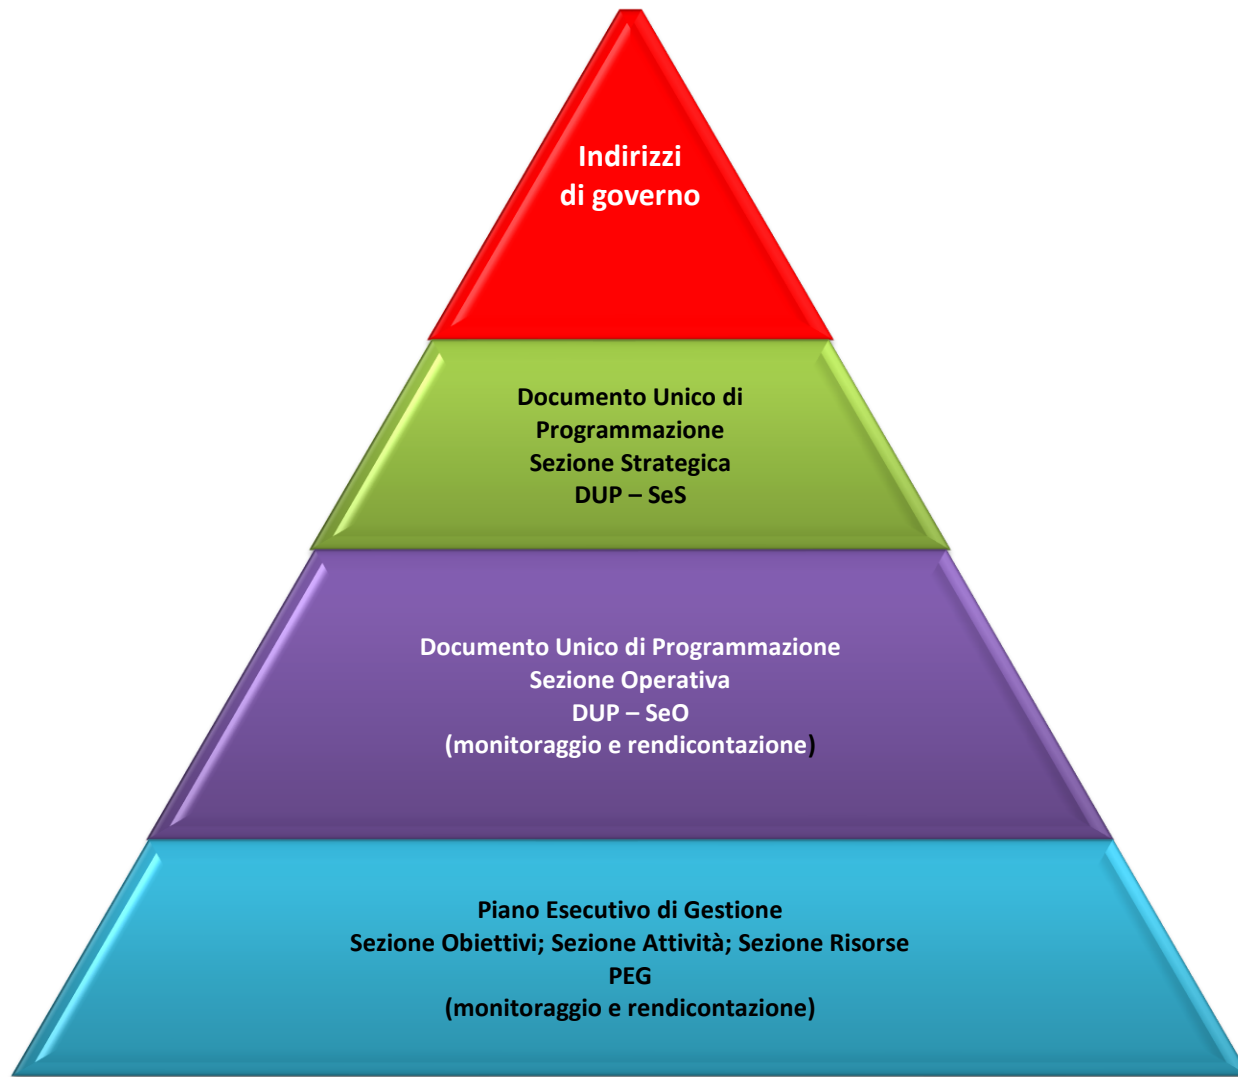 Indirizzi
di governo
Documento Unico di
Programmazione
Sezione Strategica
DUP – SeS
Documento Unico di Programmazione
Sezione Operativa
DUP – SeO
(monitoraggio e rendicontazione)
Piano Esecutivo di Gestione
Sezione Obiettivi; Sezione Attività; Sezione Risorse
PEG
(monitoraggio e rendicontazione)